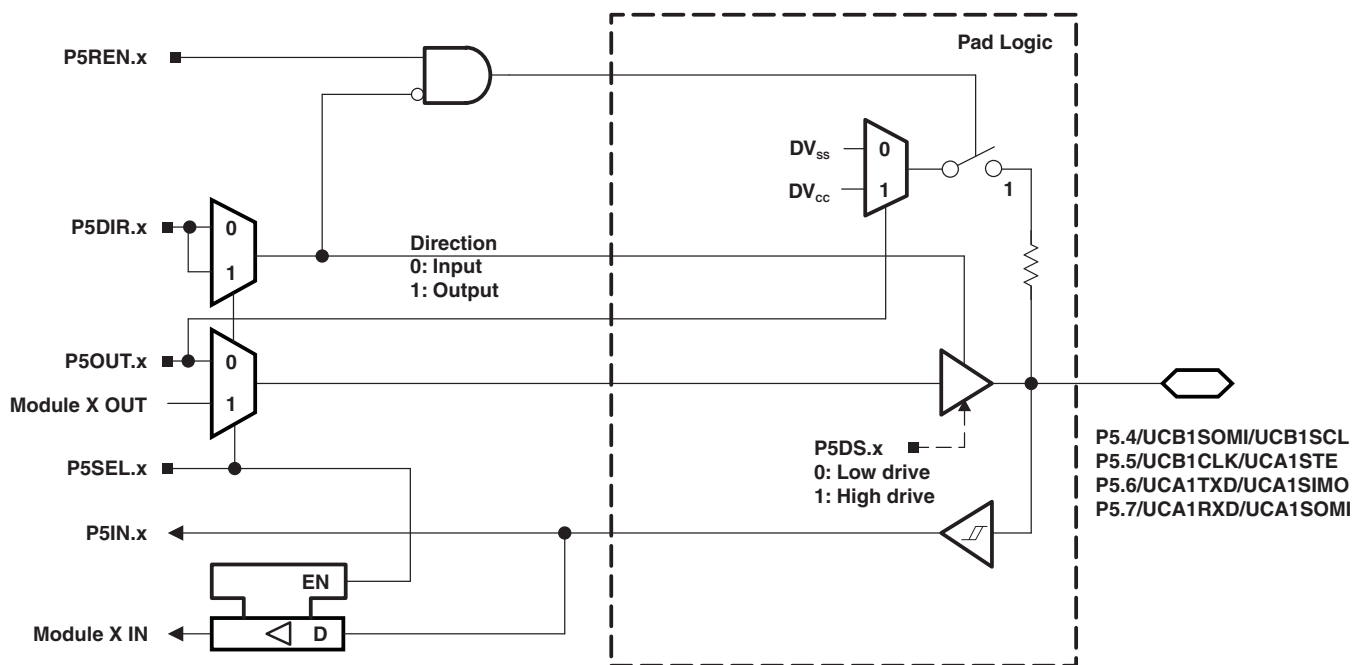 Pad Logic
P5REN.x
DVSS
0
DVCC
1
1
P5DIR.x
0
1
Direction
0: Input
1: Output
P5OUT.x
0
Module X OUT
1
P5DS.x
0: Low drive
1: High drive
P5SEL.x
P5.4/UCB1SOMI/UCB1SCL
P5.5/UCB1CLK/UCA1STE
P5.6/UCA1TXD/UCA1SIMO
P5.7/UCA1RXD/UCA1SOMI
P5IN.x
EN
Module X IN
D